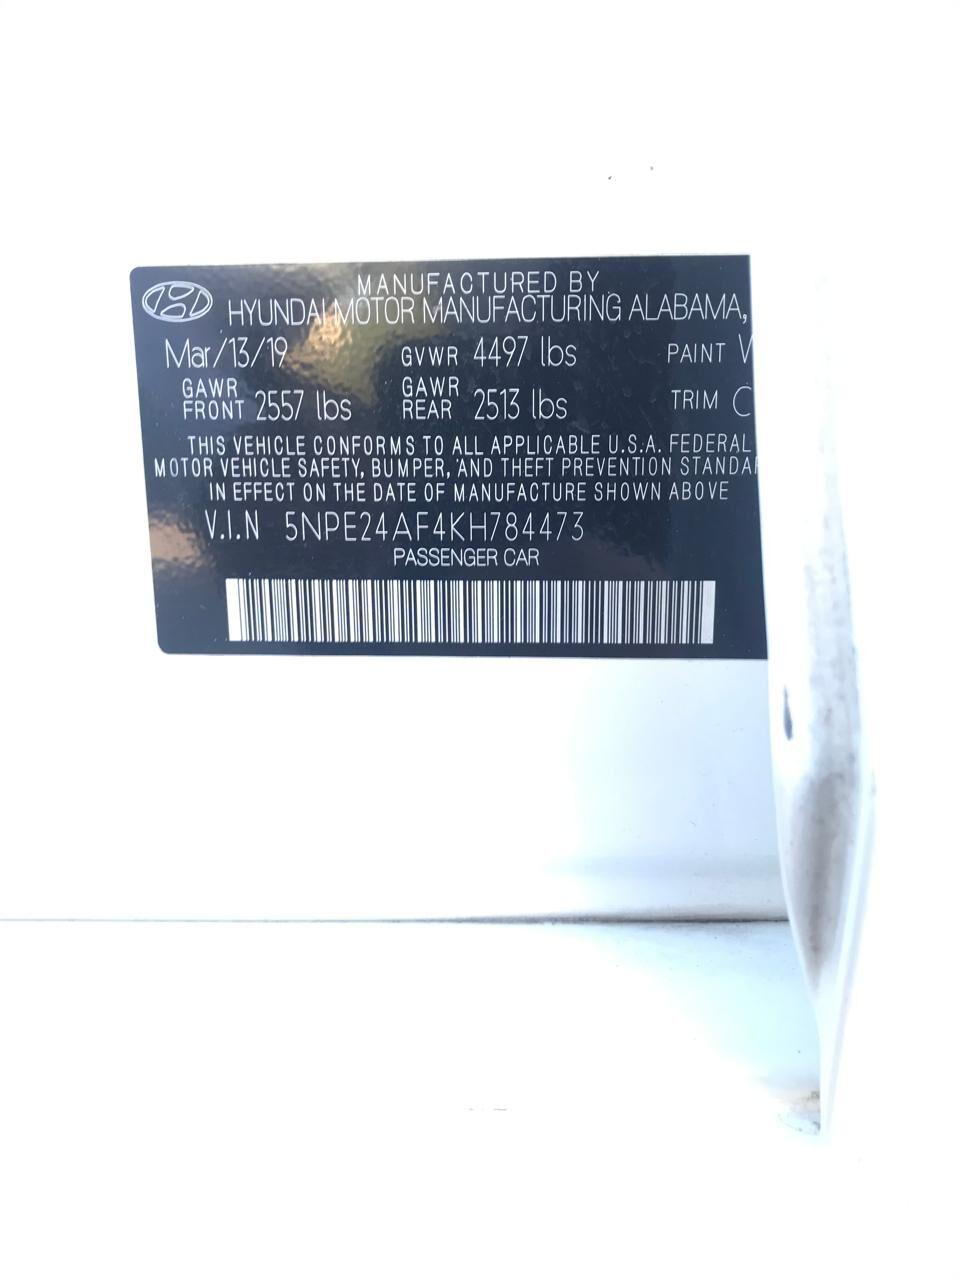 MANUFACTURED BY
HYUNDAI MOTOR MANUFACTURING ALABAMA,
Mar/13/19 GVWR 4497 lbs PAINT
GAWR FRONT 2557 lbs GAWR REAR 2513 lbs TRIM
THIS VEHICLE CONFORMS TO ALL APPLICABLE U.S.A. FEDERAL
MOTOR VEHICLE SAFETY, BUMPER, AND THEFT PREVENTION
IN EFFECT ON THE DATE OF MANUFACTURE SHOWN ABOVE
V.I.N 5NPE24AF4KH784473
PASSENGER CAR